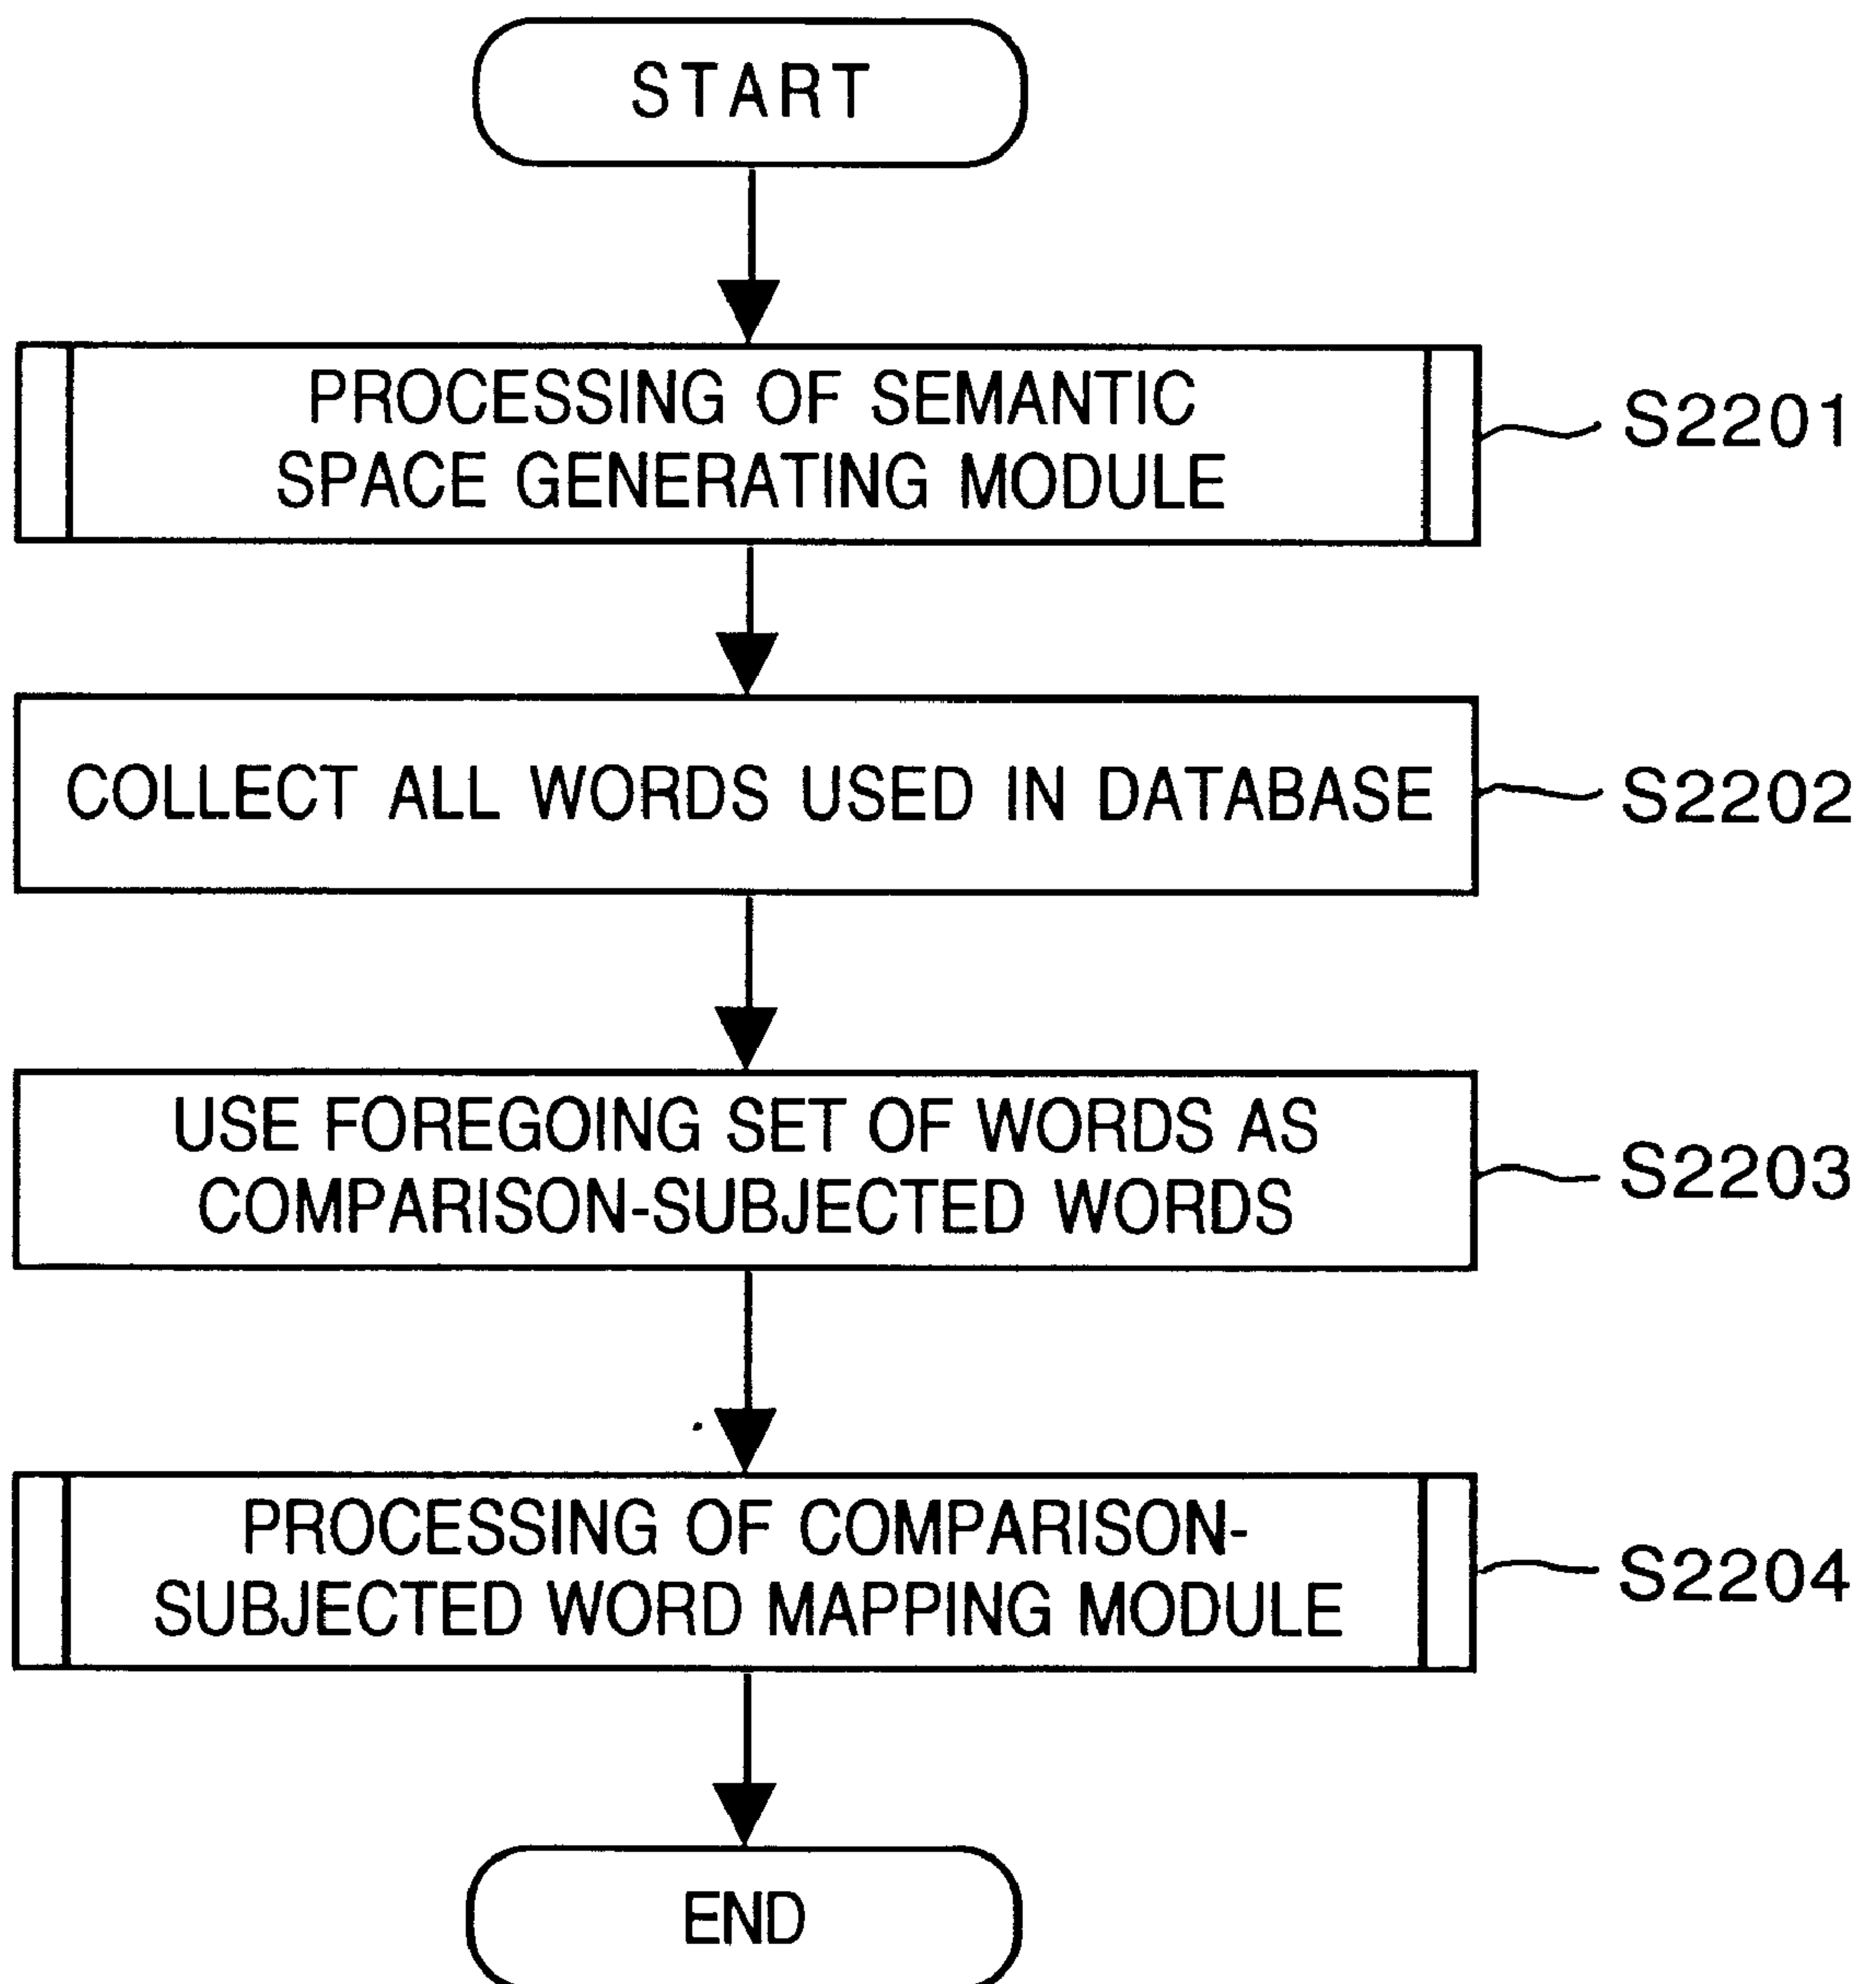 START
PROCESSING OF SEMANTIC
SPACE GENERATING MODULE
S2201
COLLECT ALL WORDS USED IN DATABASE
S2202
USE FOREGOING SET OF WORDS AS
COMPARISON-SUBJECTED WORDS
S2203
PROCESSING OF COMPARISON-
SUBJECTED WORD MAPPING MODULE
S2204
END